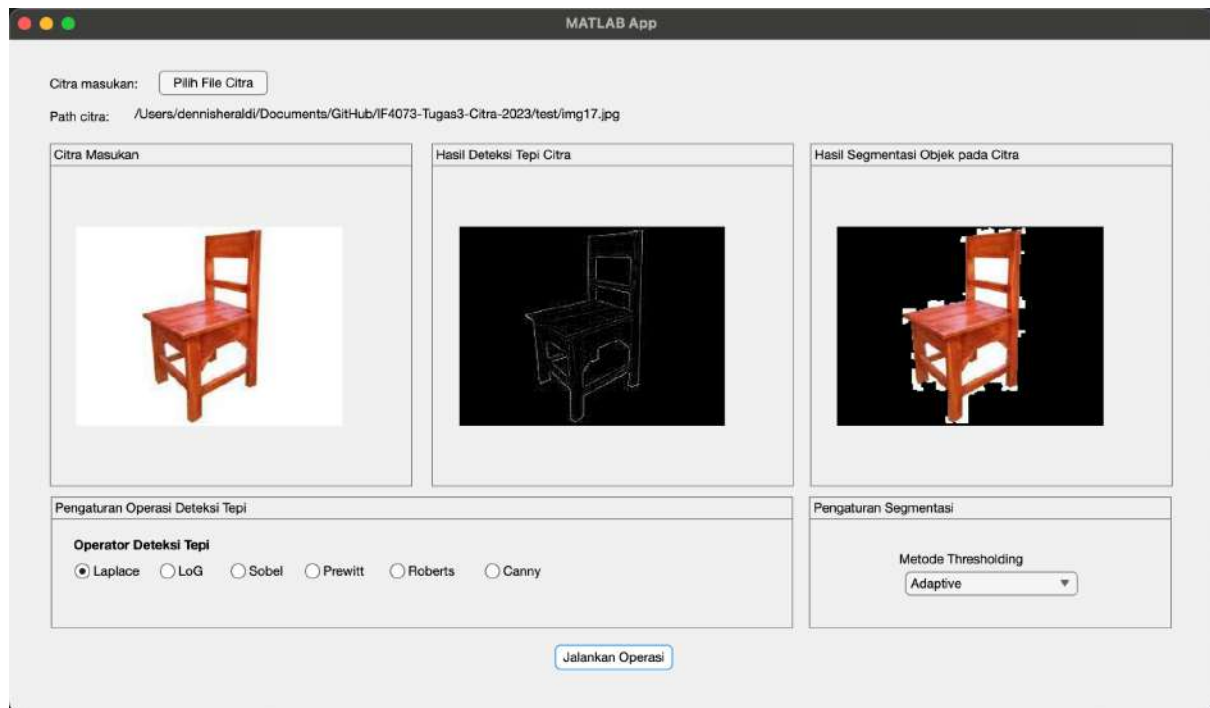 MATLAB App
Citra masukan: Pilih File Citra
Path citra: /Users/dennisheraldi/Documents/GitHub/IF4073-Tugas3-Citra-2023/test/img17.jpg
Citra Masukan
Hasil Deteksi Tepi Citra
Hasil Segmentasi Objek pada Citra
Pengaturan Operasi Deteksi Tepi
Operator Deteksi Tepi
Laplace LoG Sobel Prewitt Roberts Canny
Pengaturan Segmentasi
Metode Thresholding
Adaptive
Jalankan Operasi